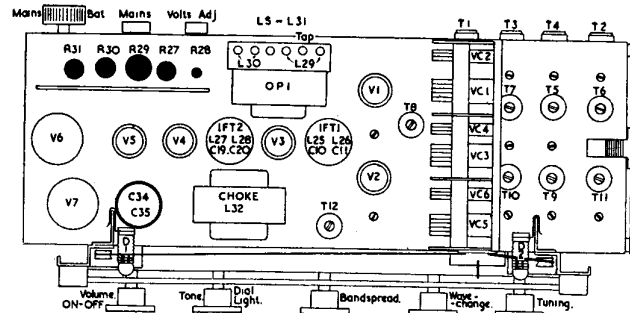 Mains Bat Mains Volts Adj LS - L31 T1 T3 T4 T2
Tap
R31 R30 R29 R27 R28
L30 L29
OP1
VC2
V1
VC1
T7 T5 T6
T8
VC4
V6 V5 V4
IFT2
L27 L28
C19, C20
V3
IFT1
L25 L26
C10 C11
VC3
V2
V7
C34
C35
CHOKE
L32
VC6
T10 T9 T11
T12
VC5
D1
D2
Volume.
ON-OFF
Tone.
Dial
Light.
Bandspread.
Wave-
change.
Tuning.